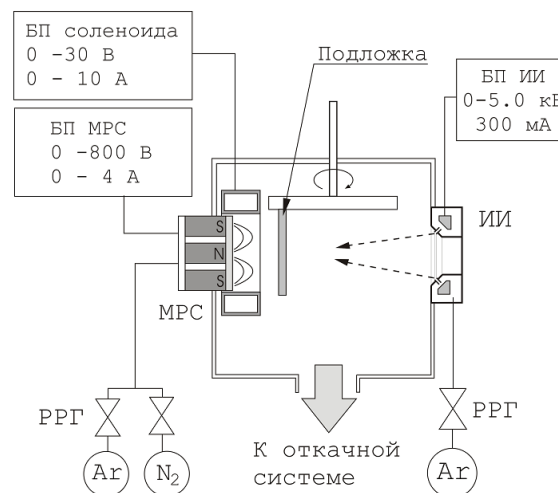 БП соленоида
0 -30 В
0 - 10 А
Подложка
БП ИИ
0-5.0 кВ
300 мА
БП МРС
0 -800 В
0 - 4 А
S
N
S
ИИ
МРС
РРГ
РРГ
Ar
N₂
К откачной
системе
Ar